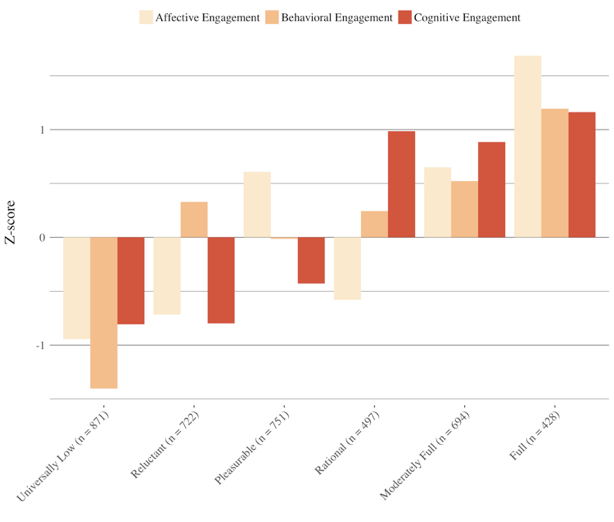 Affective Engagement Behavioral Engagement Cognitive Engagement
Z-score
1
0
-1
Universally Low (n = 871)
Reluctant (n = 722)
Pleasurable (n = 751)
Rational (n = 497)
Moderately Full (n = 694)
Full (n = 428)